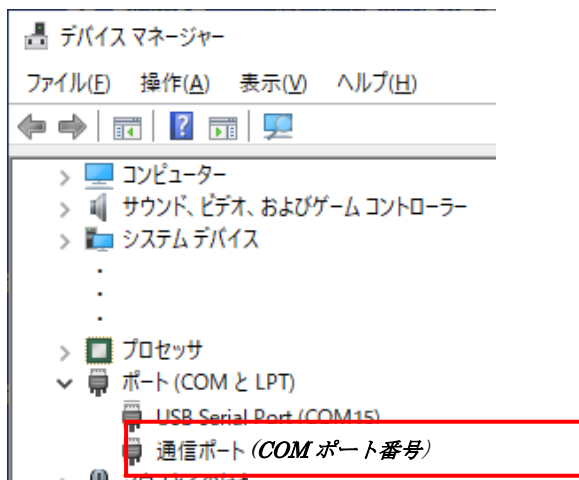 デバイス マネージャー
ファイル(F) 操作(A) 表示(V) ヘルプ(H)
コンピューター
サウンド、ビデオ、およびゲーム コントローラー
システム デバイス
.
.
.
プロセッサ
ポート (COM と LPT)
USB Serial Port (COM15)
通信ポート (COM ポート番号)